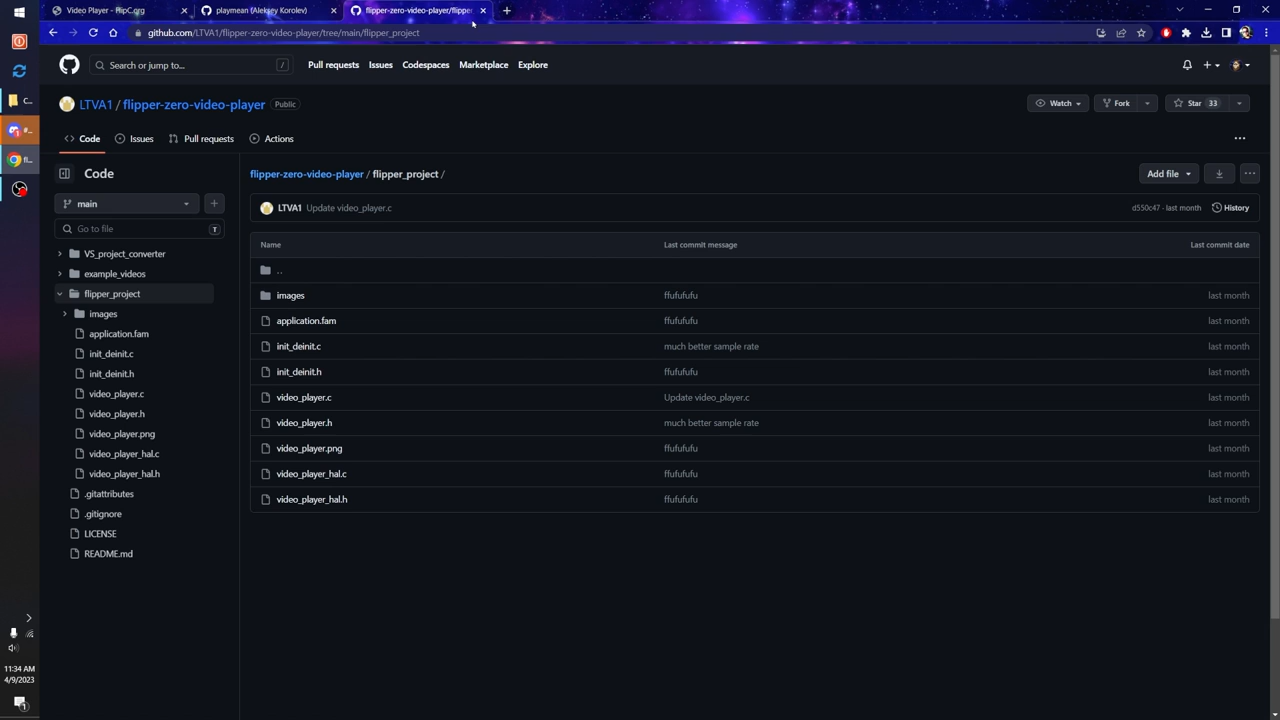 Video Player - FlipC.org
playmean (Aleksey Korolev)
flipper-zero-video-player/flipper
github.com/LTVA1/flipper-zero-video-player/tree/main/flipper_project
Search or jump to...
/
Pull requests
Issues
Codespaces
Marketplace
Explore
LTVA1 / flipper-zero-video-player
Public
Watch
Fork
Star 33
Code
Issues
Pull requests
Actions
Code
main
Go to file
T
VS_project_converter
example_videos
flipper_project
images
application.fam
init_deinit.c
init_deinit.h
video_player.c
video_player.h
video_player.png
video_player_hal.c
video_player_hal.h
.gitattributes
.gitignore
LICENSE
README.md
flipper-zero-video-player / flipper_project /
Add file
LTVA1 Update video_player.c
d550c47 · last month
History
Name Last commit message Last commit date
..
images ffufufufu last month
application.fam ffufufufu last month
init_deinit.c much better sample rate last month
init_deinit.h ffufufufu last month
video_player.c Update video_player.c last month
video_player.h much better sample rate last month
video_player.png ffufufufu last month
video_player_hal.c ffufufufu last month
video_player_hal.h ffufufufu last month
C...
#...
fl...
11:34 AM
4/9/2023
1